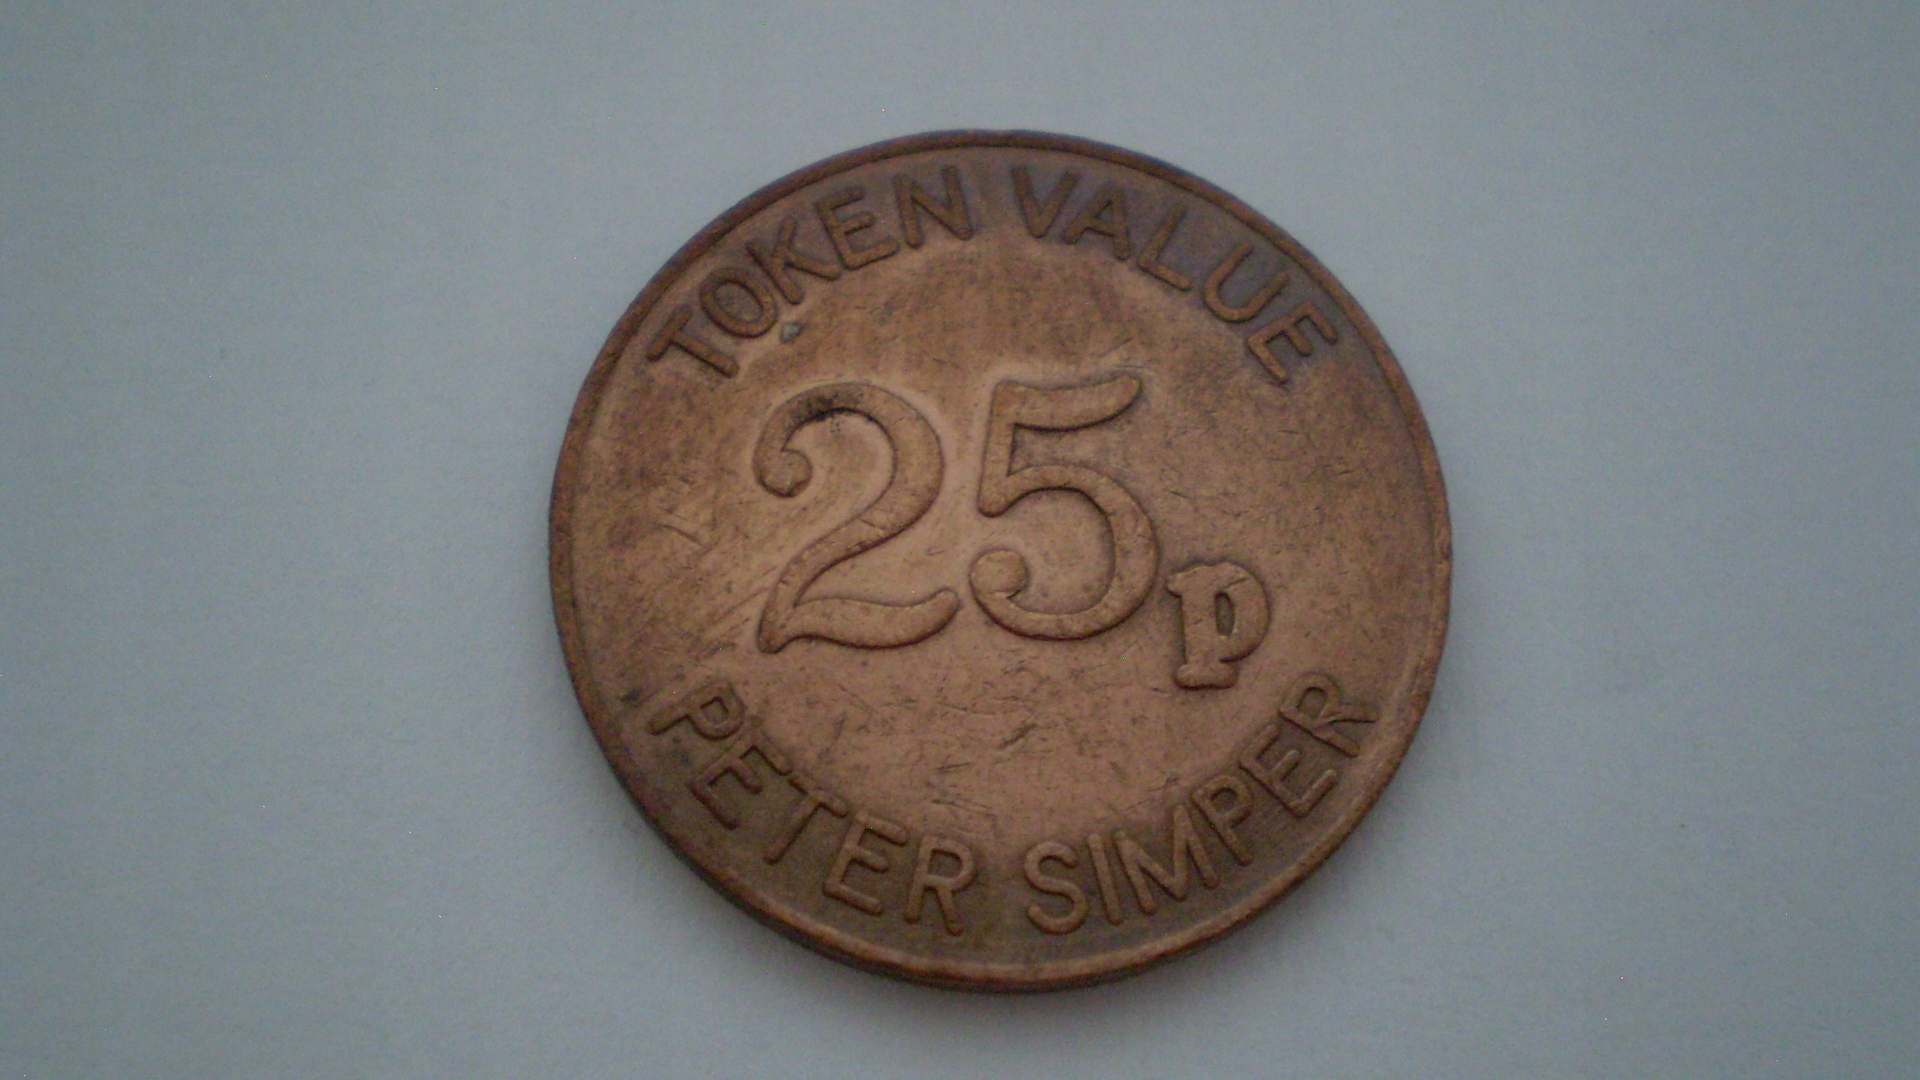 TOKEN VALUE
25p
PETER SIMPER